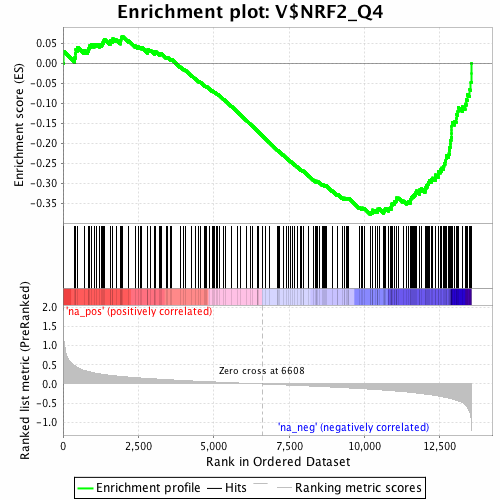 Enrichment plot: V$NRF2_Q4
Enrichment score (ES)
0.05
0.00
-0.05
-0.10
-0.15
-0.20
-0.25
-0.30
-0.35
Ranked list metric (PreRanked)
2.0
1.5
1.0
0.5
0.0
-0.5
-1.0
'na_pos' (positively correlated)
Zero cross at 6608
'na_neg' (negatively correlated)
0 2,500 5,000 7,500 10,000 12,500
Rank in Ordered Dataset
Enrichment profile Hits Ranking metric scores